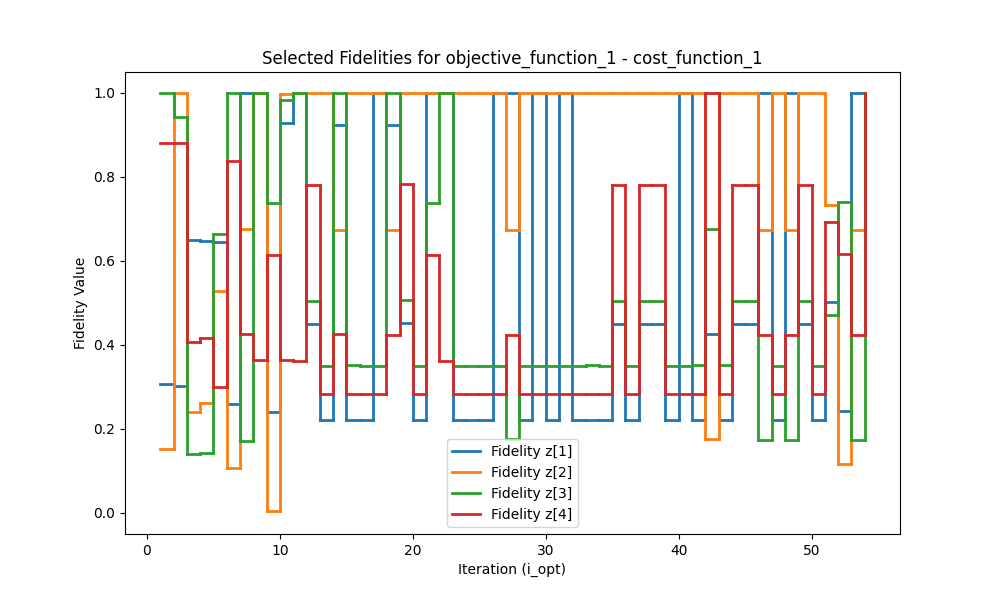 Selected Fidelities for objective_function_1 - cost_function_1
Fidelity Value
1.0
0.8
0.6
0.4
0.2
0.0
Fidelity z[1]
Fidelity z[2]
Fidelity z[3]
Fidelity z[4]
0 10 20 30 40 50
Iteration (i_opt)